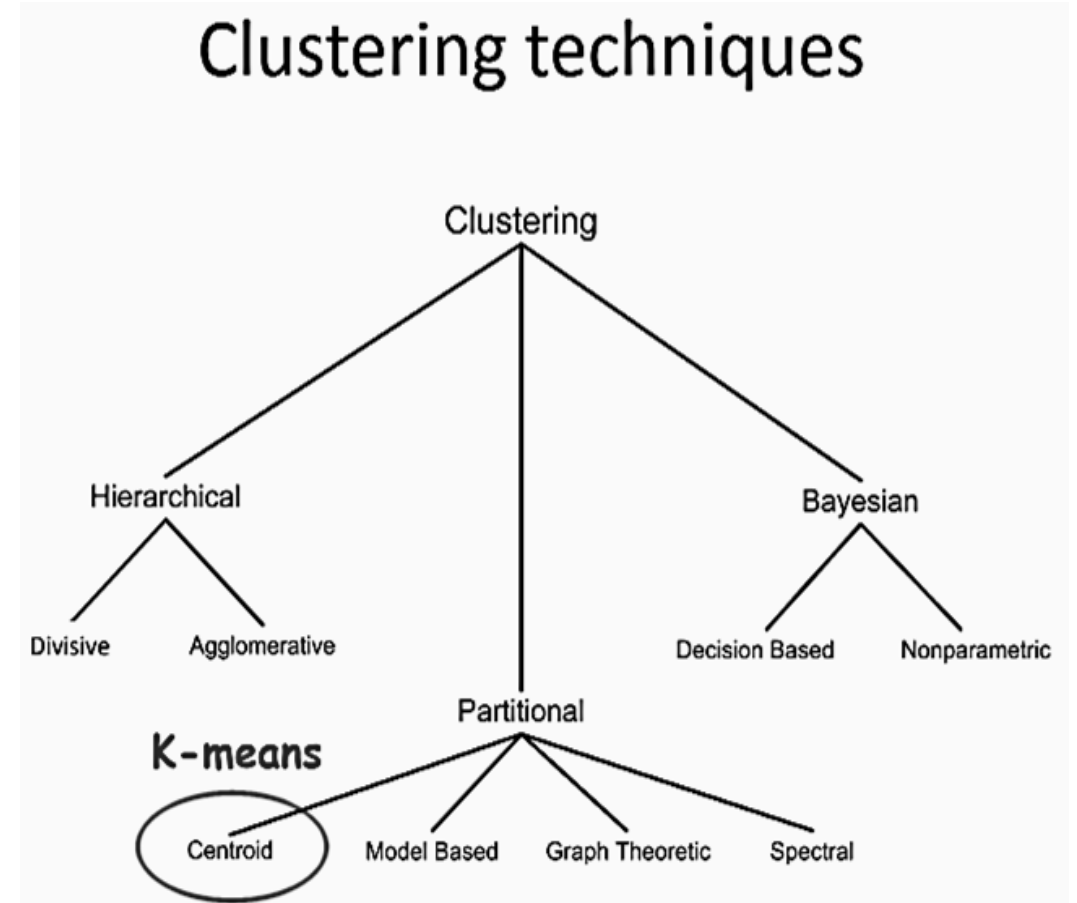 Clustering techniques
Clustering
Hierarchical
Bayesian
Divisive
Agglomerative
Decision Based
Nonparametric
Partitional
K-means
Centroid
Model Based
Graph Theoretic
Spectral